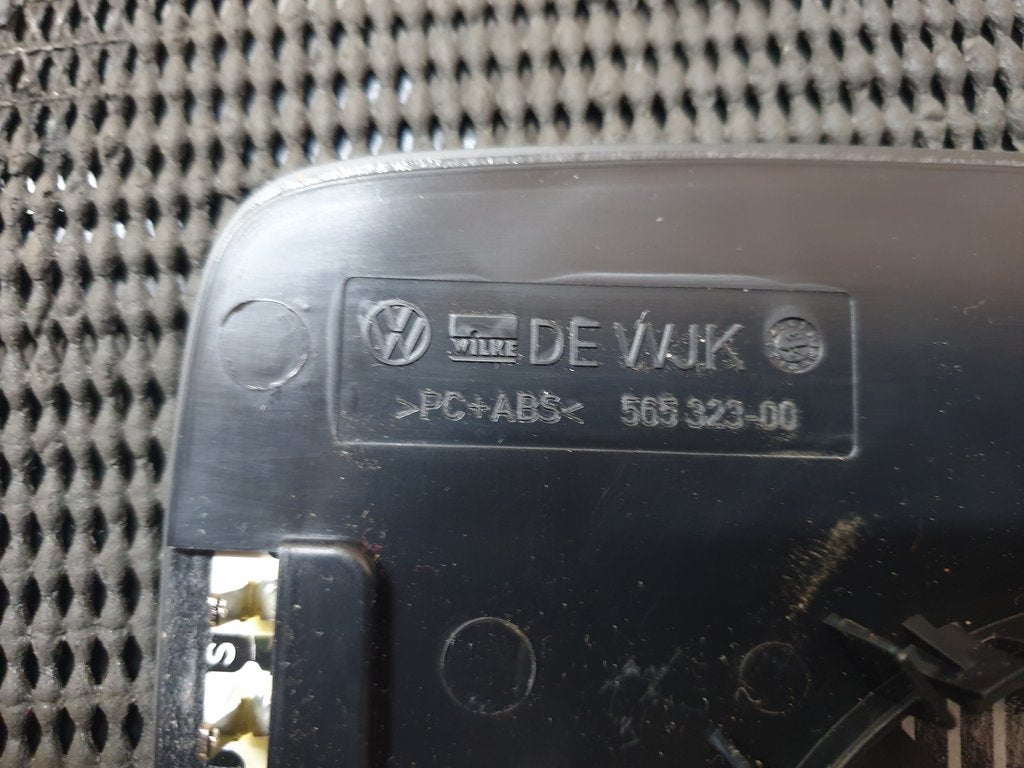 WILKE DE WJK
>PC+ABS< 565 323-00
S